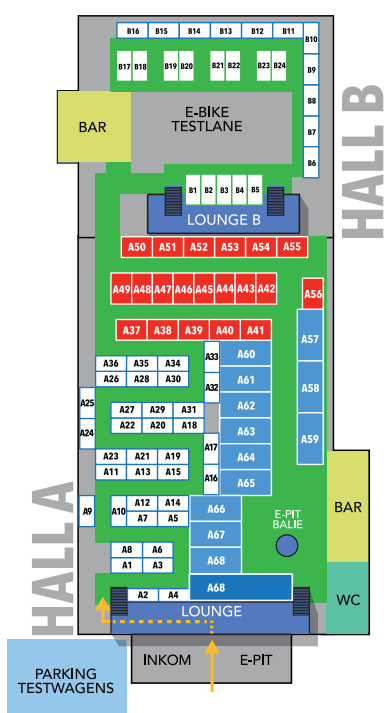 B16 B15 B14 B13 B12 B11
B10
B17 B18 B19 B20 B21 B22 B23 B24
B9
B8
B7
B6
BAR
E-BIKE
TESTLANE
HALL B
B1 B2 B3 B4 B5
LOUNGE B
A50 A51 A52 A53 A54 A55
A49 A48 A47 A46 A45 A44 A43 A42
A56
A37 A38 A39 A40 A41
A57
A58
A59
A36 A35 A34
A26 A28 A30
A33
A32
A60
A61
A62
A63
A64
A65
A25
A24
A27 A29 A31
A22 A20 A18
A17
A16
A23 A21 A19
A11 A13 A15
A9
A10
A12 A14
A7 A5
A66
A67
A68
A68
A8 A6
A1 A3
A2 A4
E-PIT
BALIE
BAR
WC
HALL A
LOUNGE
INKOM E-PIT
PARKING
TESTWAGENS